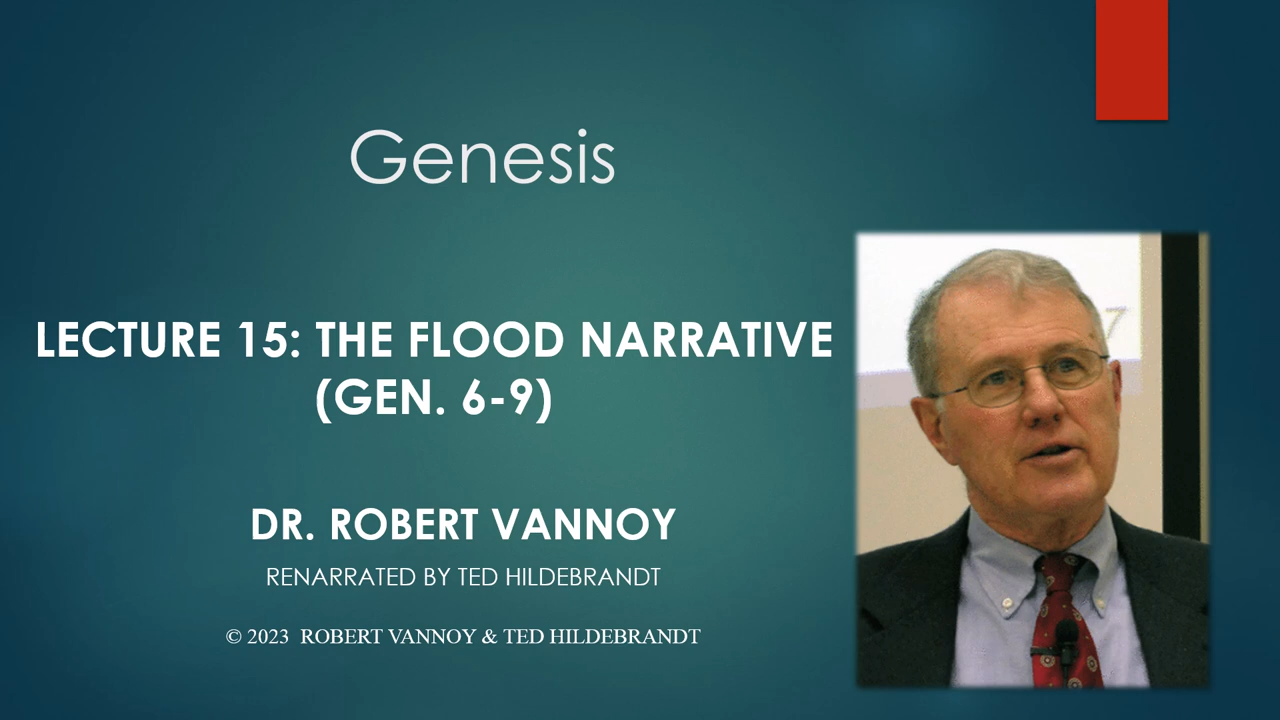 Genesis
LECTURE 15: THE FLOOD NARRATIVE
(GEN. 6-9)
DR. ROBERT VANNOY
RENARRATED BY TED HILDEBRANDT
© 2023 ROBERT VANNOY & TED HILDEBRANDT
7